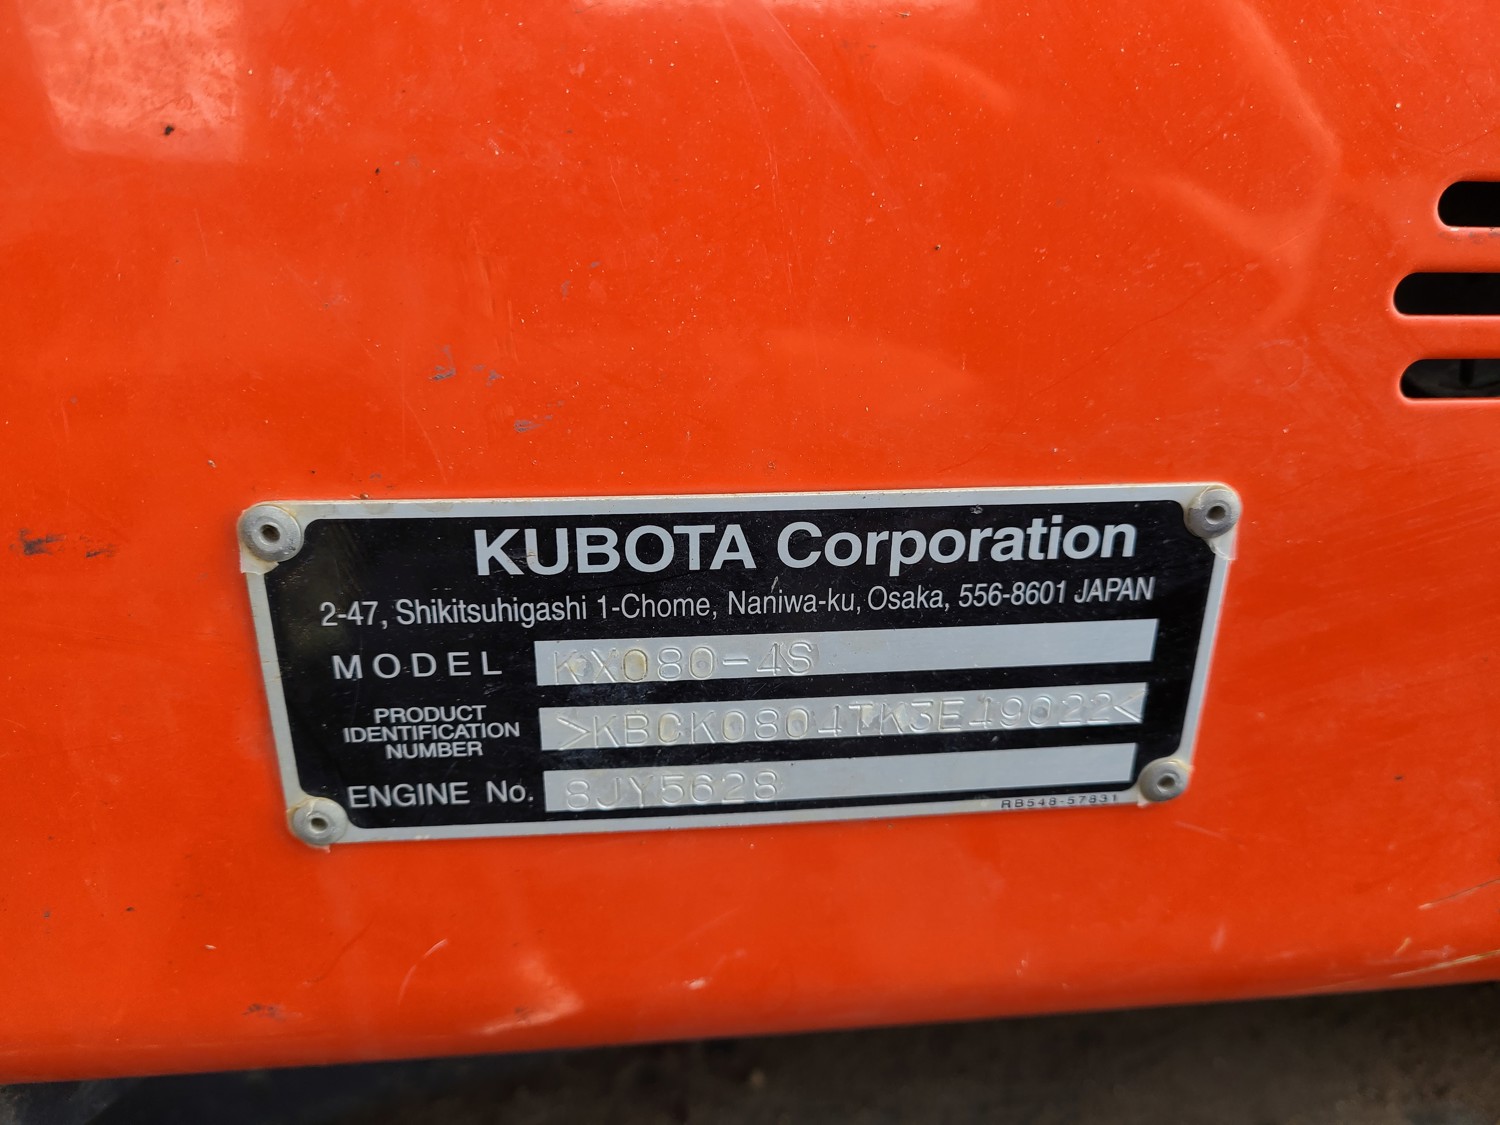 KUBOTA Corporation
2-47, Shikitsuhigashi 1-Chome, Naniwa-ku, Osaka, 556-8601 JAPAN
MODEL KX080-4S
PRODUCT
IDENTIFICATION
NUMBER
>KBCK0804TK3E49022<
ENGINE No. 8JY5628
RB548-57831